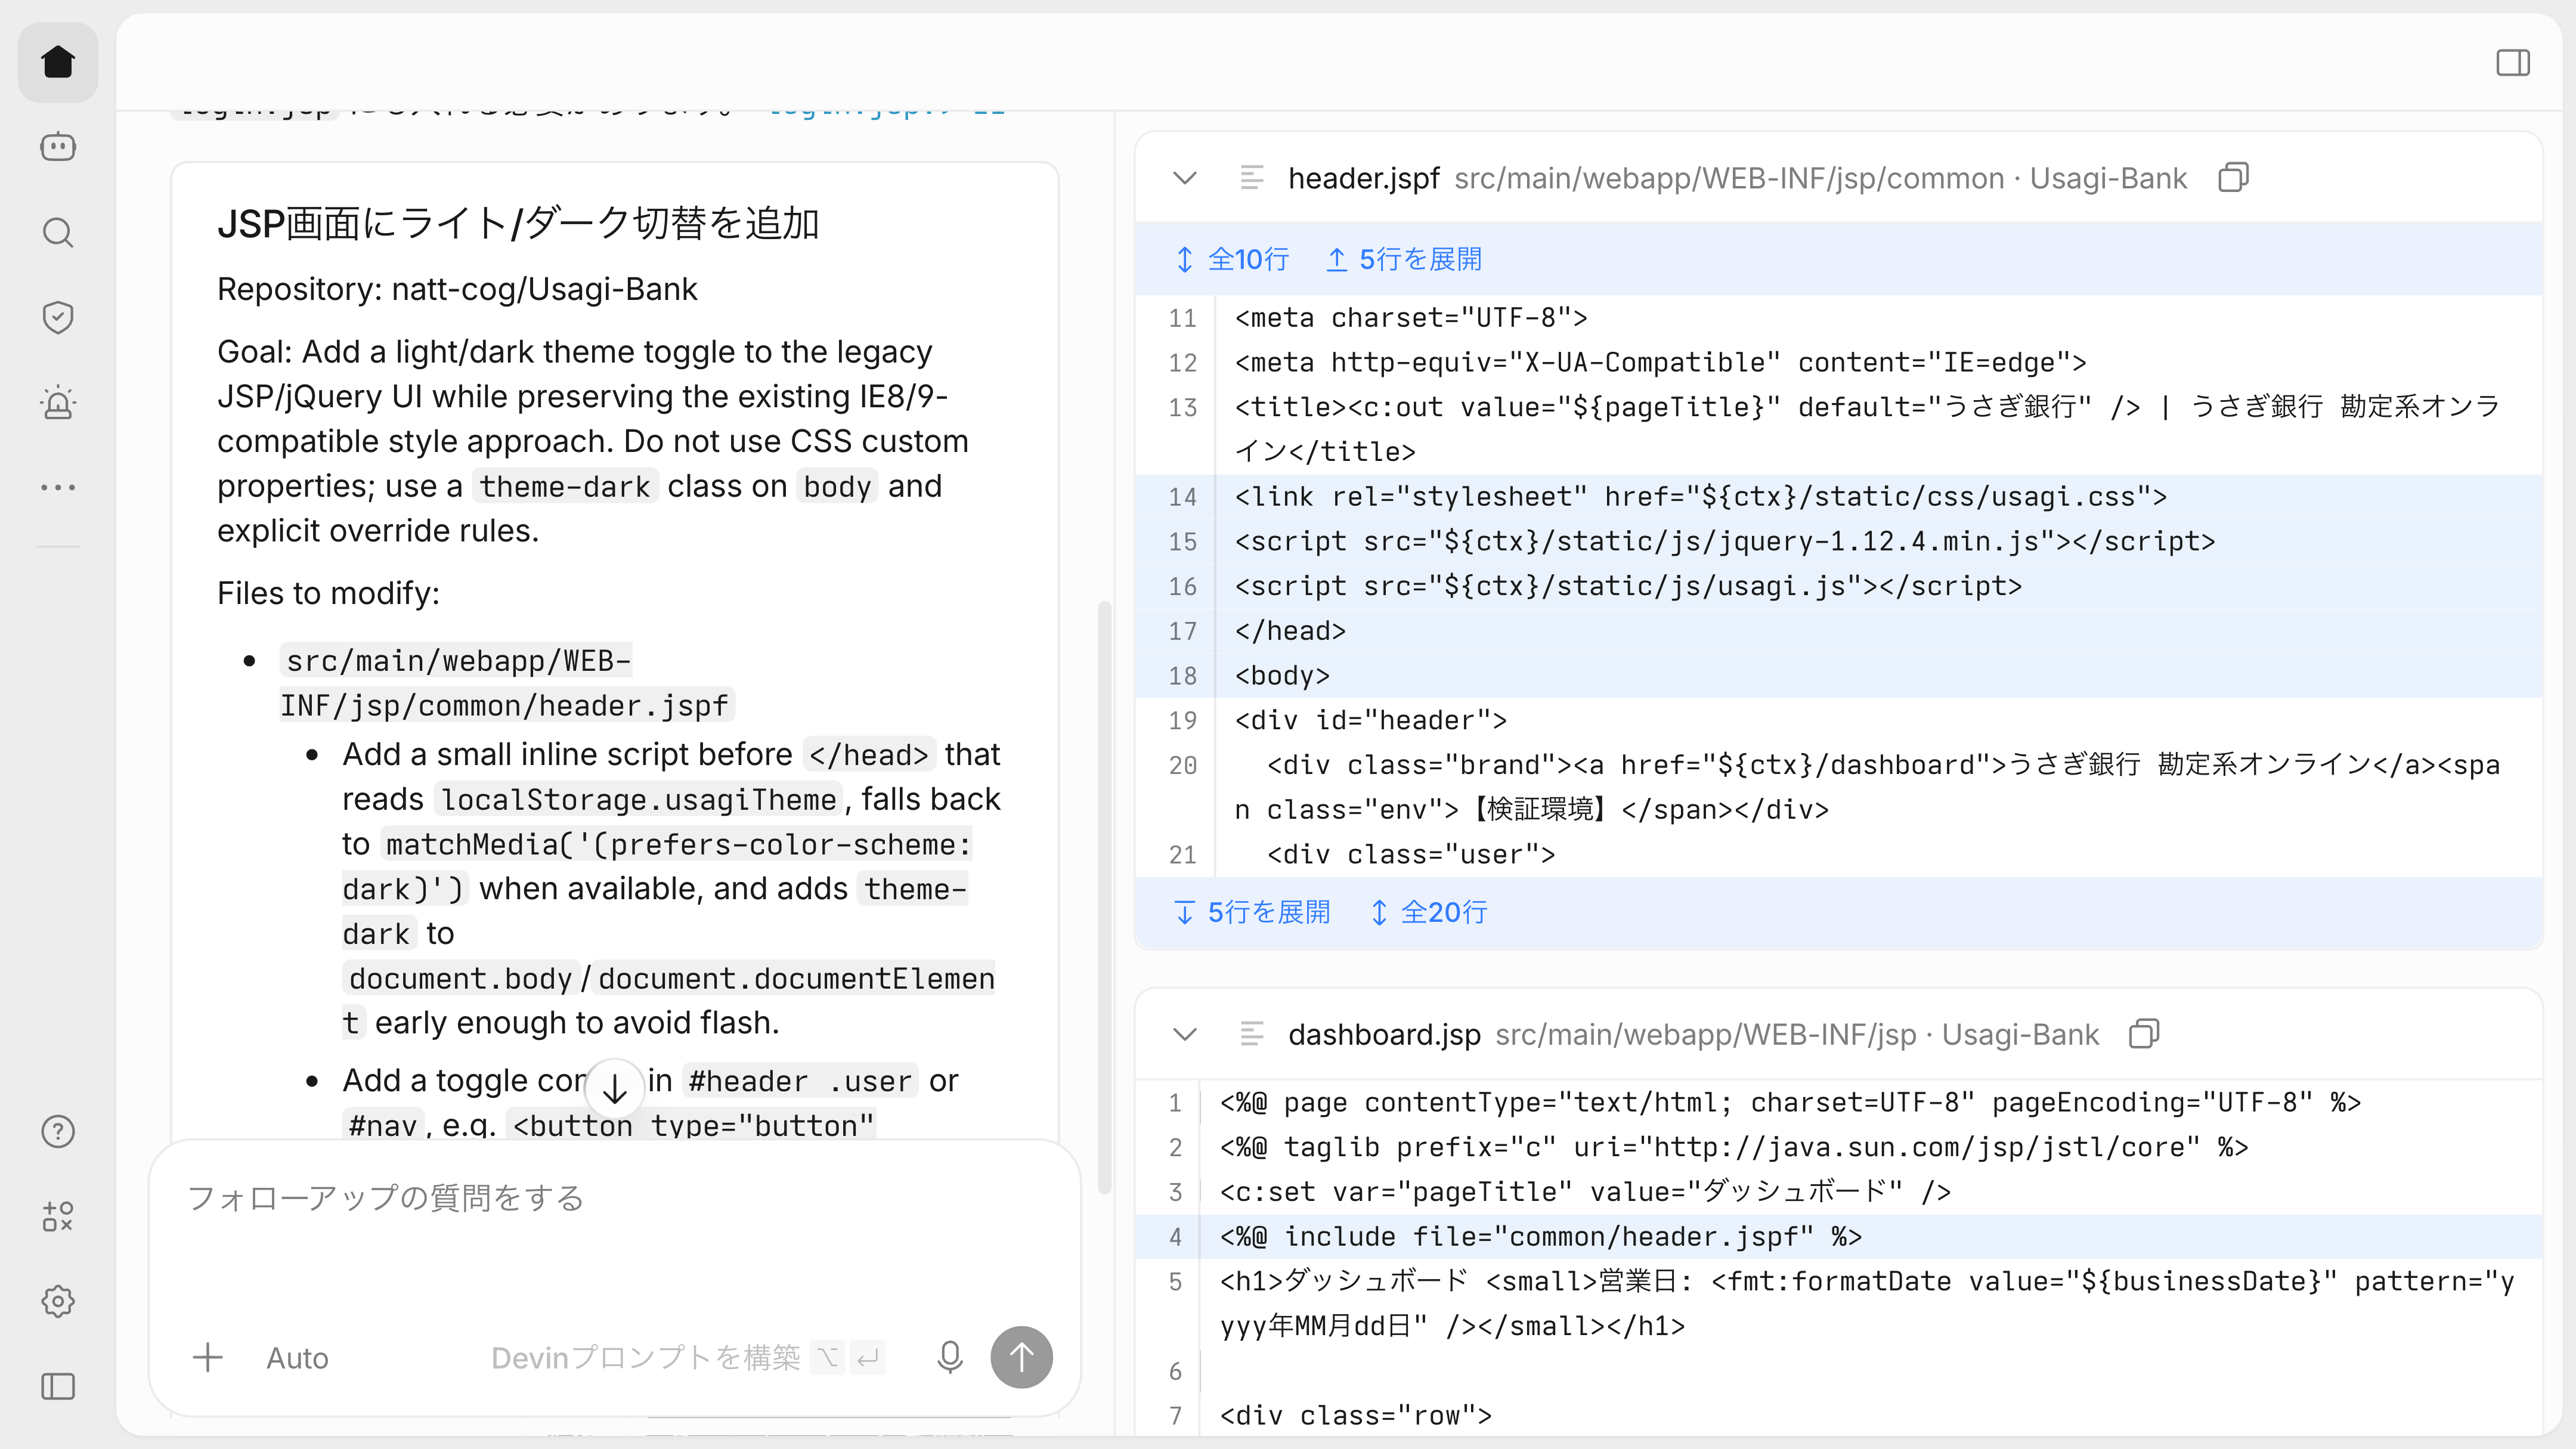 JSP画面にライト/ダーク切替を追加
Repository: natt-cog/Usagi-Bank
Goal: Add a light/dark theme toggle to the legacy
JSP/jQuery UI while preserving the existing IE8/9-
compatible style approach. Do not use CSS custom
properties; use a theme-dark class on body and
explicit override rules.
Files to modify:
src/main/webapp/WEB-
INF/jsp/common/header.jspf
Add a small inline script before </head> that
reads localStorage.usagiTheme, falls back
to matchMedia('(prefers-color-scheme:
dark)') when available, and adds theme-
dark to
document.body/document.documentElemen
t early enough to avoid flash.
Add a toggle in #header .user or
#nav, e.g. <button type="button"
フォローアップの質問をする
Auto
Devinプロンプトを構築
header.jspf src/main/webapp/WEB-INF/jsp/common · Usagi-Bank
全10行 5行を展開
11 <meta charset="UTF-8">
12 <meta http-equiv="X-UA-Compatible" content="IE=edge">
13 <title><c:out value="${pageTitle}" default="うさぎ銀行" /> | うさぎ銀行 勘定系オンラ
イン</title>
14 <link rel="stylesheet" href="${ctx}/static/css/usagi.css">
15 <script src="${ctx}/static/js/jquery-1.12.4.min.js"></script>
16 <script src="${ctx}/static/js/usagi.js"></script>
17 </head>
18 <body>
19 <div id="header">
20 <div class="brand"><a href="${ctx}/dashboard">うさぎ銀行 勘定系オンライン</a><spa
n class="env">【検証環境】</span></div>
21 <div class="user">
5行を展開 全20行
dashboard.jsp src/main/webapp/WEB-INF/jsp · Usagi-Bank
1 <%@ page contentType="text/html; charset=UTF-8" pageEncoding="UTF-8" %>
2 <%@ taglib prefix="c" uri="http://java.sun.com/jsp/jstl/core" %>
3 <c:set var="pageTitle" value="ダッシュボード" />
4 <%@ include file="common/header.jspf" %>
5 <h1>ダッシュボード <small>営業日: <fmt:formatDate value="${businessDate}" pattern="y
yyy年MM月dd日" /></small></h1>
6
7 <div class="row">